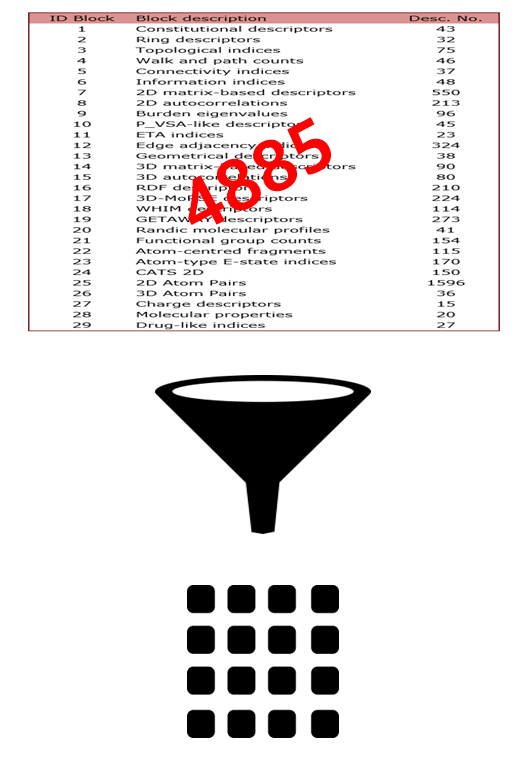 ID Block Block description Desc. No.
1 Constitutional descriptors 43
2 Ring descriptors 32
3 Topological indices 75
4 Walk and path counts 46
5 Connectivity indices 37
6 Information indices 48
7 2D matrix-based descriptors 550
8 2D autocorrelations 213
9 Burden eigenvalues 96
10 P_VSA-like descriptors 45
11 ETA indices 23
12 Edge adjacency indices 324
13 Geometrical descriptors 38
14 3D matrix-based descriptors 90
15 3D autocorrelations 80
16 RDF descriptors 210
17 3D-MoRSE descriptors 224
18 WHIM descriptors 114
19 GETAWAY descriptors 273
20 Randic molecular profiles 41
21 Functional group counts 154
22 Atom-centred fragments 115
23 Atom-type E-state indices 170
24 CATS 2D 150
25 2D Atom Pairs 1596
26 3D Atom Pairs 36
27 Charge descriptors 15
28 Molecular properties 20
29 Drug-like indices 27
4885